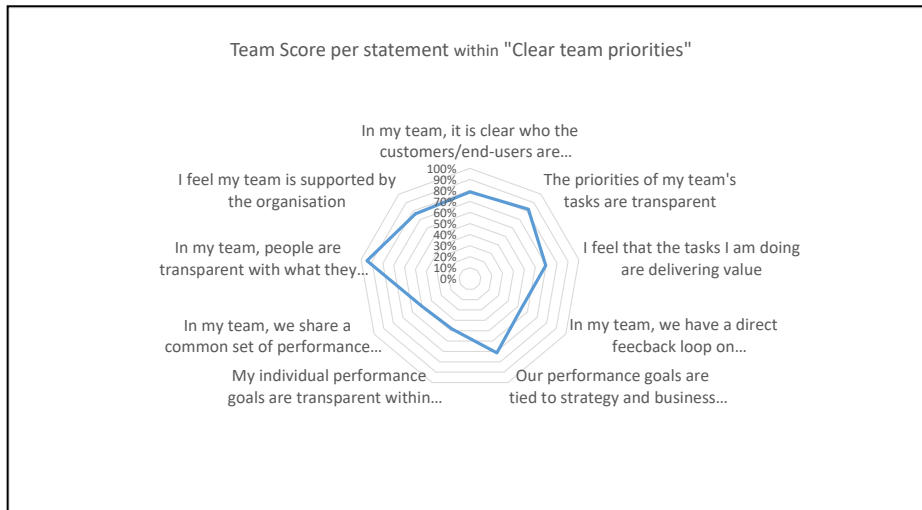 Team Score per statement within "Clear team priorities"
In my team, it is clear who the
customers/end-users are…
The priorities of my team's
tasks are transparent
I feel that the tasks I am doing
are delivering value
In my team, we have a direct
feecback loop on…
Our performance goals are
tied to strategy and business…
My individual performance
goals are transparent within…
In my team, we share a
common set of performance…
In my team, people are
transparent with what they…
I feel my team is supported by
the organisation
100%
90%
80%
70%
60%
50%
40%
30%
20%
10%
0%